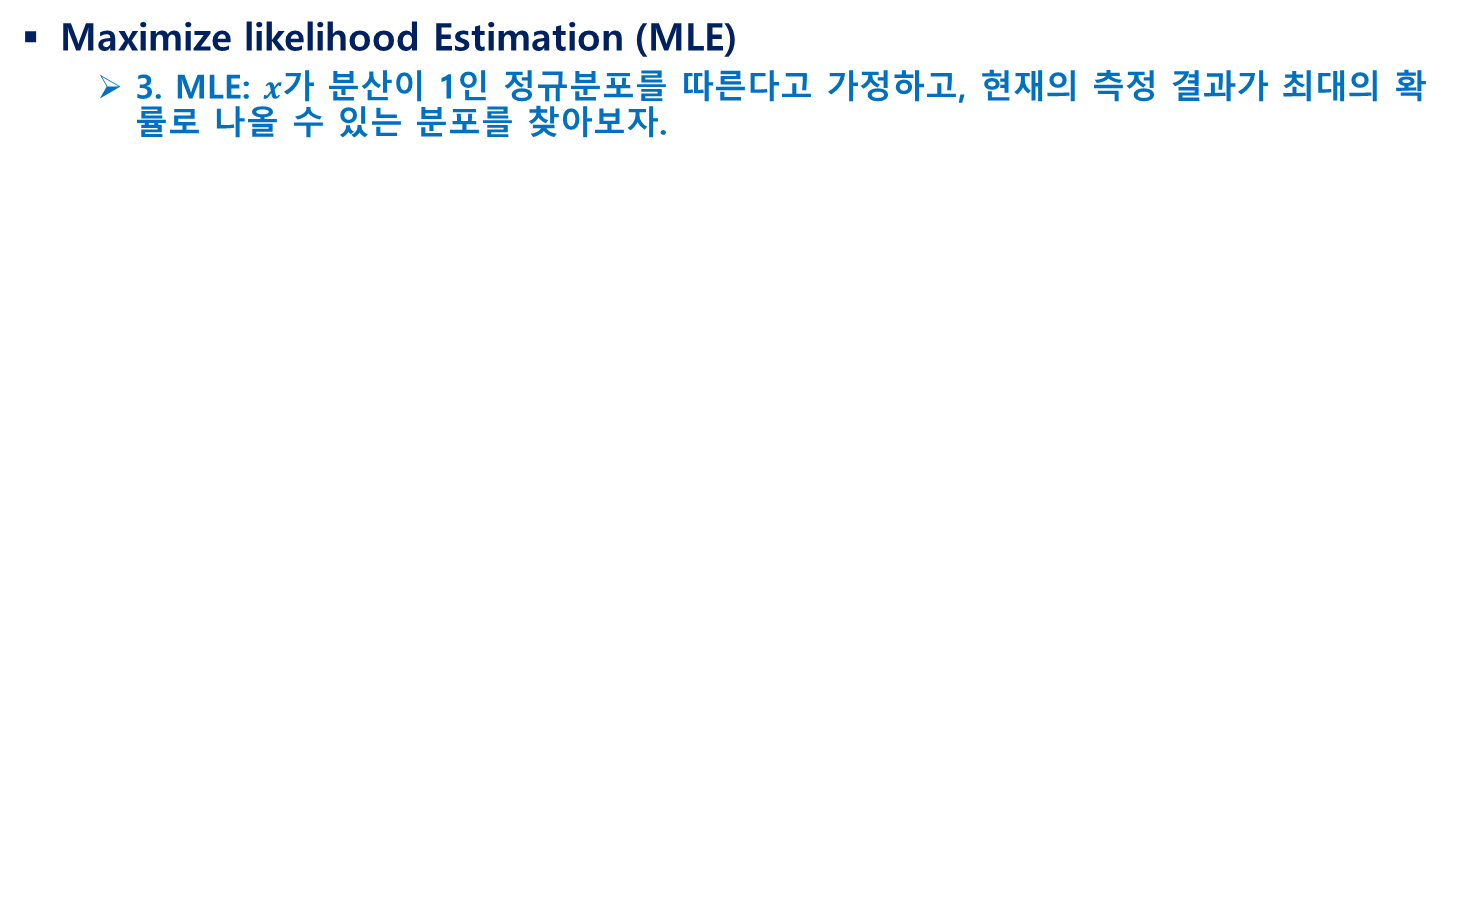 ▪ Maximize likelihood Estimation (MLE)
➢ 3. MLE: 𝑥가 분산이 1인 정규분포를 따른다고 가정하고, 현재의 측정 결과가 최대의 확
률로 나올 수 있는 분포를 찾아보자.